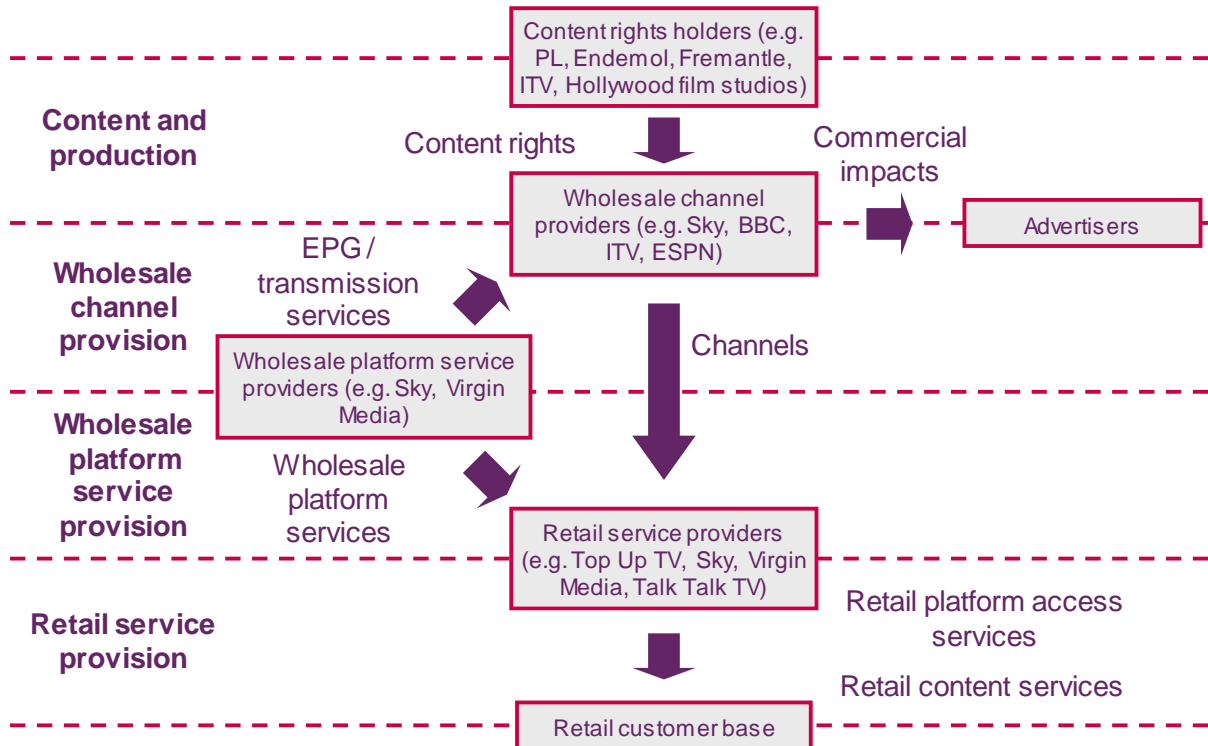 Content rights holders (e.g.
PL, Endemol, Fremantle,
ITV, Hollywood film studios)
Content and
production
Content rights
Commercial
impacts
Wholesale channel
providers (e.g. Sky, BBC,
ITV, ESPN)
Advertisers
EPG /
transmission
services
Wholesale
channel
provision
Channels
Wholesale platform service
providers (e.g. Sky, Virgin
Media)
Wholesale
platform
service
provision
Wholesale
platform
services
Retail service providers
(e.g. Top Up TV, Sky, Virgin
Media, Talk Talk TV)
Retail platform access
services
Retail service
provision
Retail content services
Retail customer base